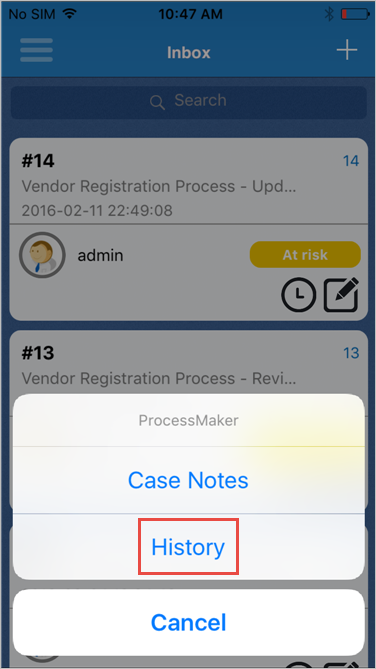 No SIM 10:47 AM
Inbox
Search
#14 14
Vendor Registration Process - Upd...
2016-02-11 22:49:08
admin At risk
#13 13
Vendor Registration Process - Revi...
ProcessMaker
Case Notes
History
Cancel